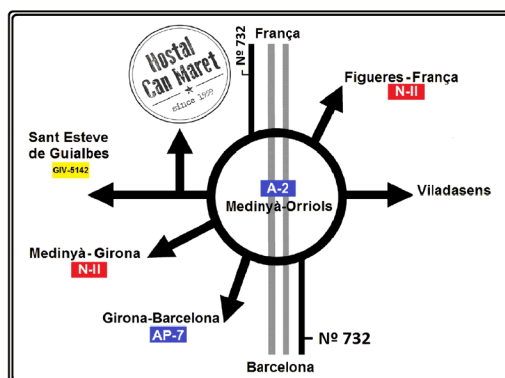 França
Nº 732
Hostal
Can Maret
since 1959
Figueres-França
N-II
Sant Esteve
de Guialbes
GIV-5142
A-2
Medinyà-Orriols
Viladasens
Medinyà-Girona
N-II
Girona-Barcelona
AP-7
Nº 732
Barcelona